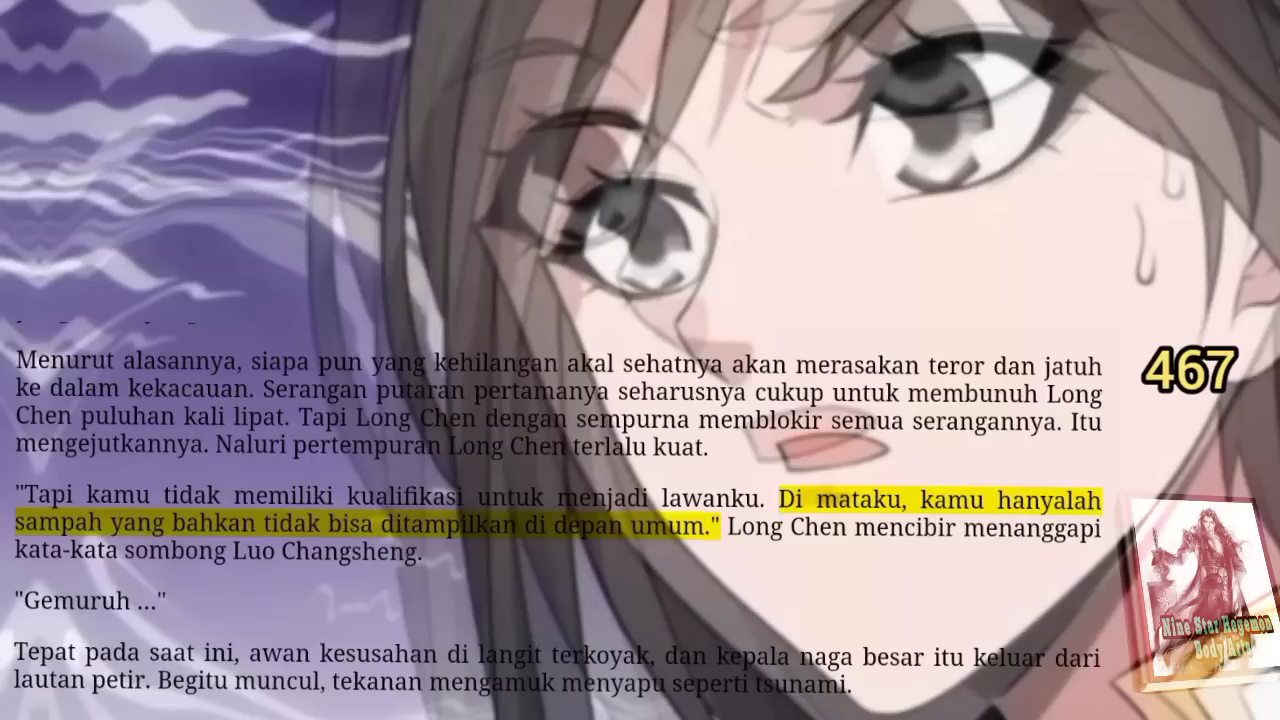 Menurut alasannya, siapa pun yang kehilangan akal sehatnya akan merasakan teror dan jatuh
ke dalam kekacauan. Serangan putaran pertamanya seharusnya cukup untuk membunuh Long
Chen puluhan kali lipat. Tapi Long Chen dengan sempurna memblokir semua serangannya. Itu
mengejutkannya. Naluri pertempuran Long Chen terlalu kuat.
467
"Tapi kamu tidak memiliki kualifikasi untuk menjadi lawanku. Di mataku, kamu hanyalah
sampah yang bahkan tidak bisa ditampilkan di depan umum." Long Chen mencibir menanggapi
kata-kata sombong Luo Changsheng.
"Gemuruh ..."
Tepat pada saat ini, awan kesusahan di langit terkoyak, dan kepala naga besar itu keluar dari
lautan petir. Begitu muncul, tekanan mengamuk menyapu seperti tsunami.
Nine Star Hegemon
Body Arts